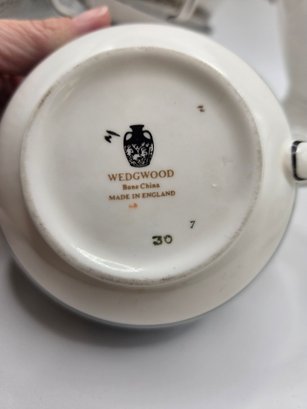 WEDGWOOD
Bone China
MADE IN ENGLAND
7
30